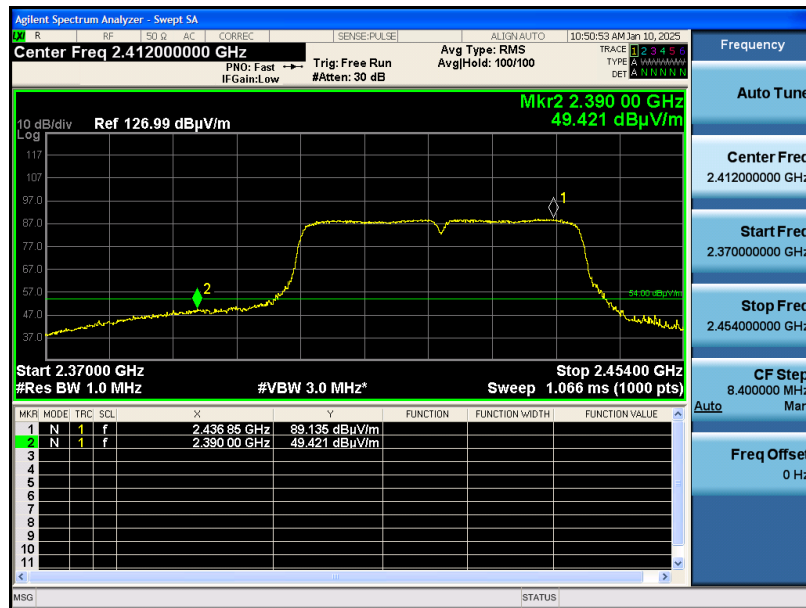 Agilent Spectrum Analyzer - Swept SA
LXI R RF 50 Ω AC CORREC SENSE:PULSE ALIGN AUTO 10:50:53 AM Jan 10, 2025
Center Freq 2.412000000 GHz
PNO: Fast
IFGain:Low
Trig: Free Run
#Atten: 30 dB
Avg Type: RMS
Avg|Hold: 100/100
TRACE 1 2 3 4 5 6
TYPE A WWWWW
DET A N N N N N
Mkr2 2.390 00 GHz
49.421 dBµV/m
10 dB/div
Log
Ref 126.99 dBµV/m
117
107
97.0
87.0
77.0
67.0
57.0
47.0
37.0
1
2
54.00 dBµV/m
Start 2.37000 GHz
Stop 2.45400 GHz
#Res BW 1.0 MHz
#VBW 3.0 MHz*
Sweep 1.066 ms (1000 pts)
MKR MODE TRC SCL X Y FUNCTION FUNCTION WIDTH FUNCTION VALUE
1 N 1 f 2.436 85 GHz 89.135 dBµV/m
2 N 1 f 2.390 00 GHz 49.421 dBµV/m
3
4
5
6
7
8
9
10
11
MSG
STATUS
Frequency
Auto Tune
Center Freq
2.412000000 GHz
Start Freq
2.370000000 GHz
Stop Freq
2.454000000 GHz
CF Step
8.400000 MHz
Auto Man
Freq Offset
0 Hz